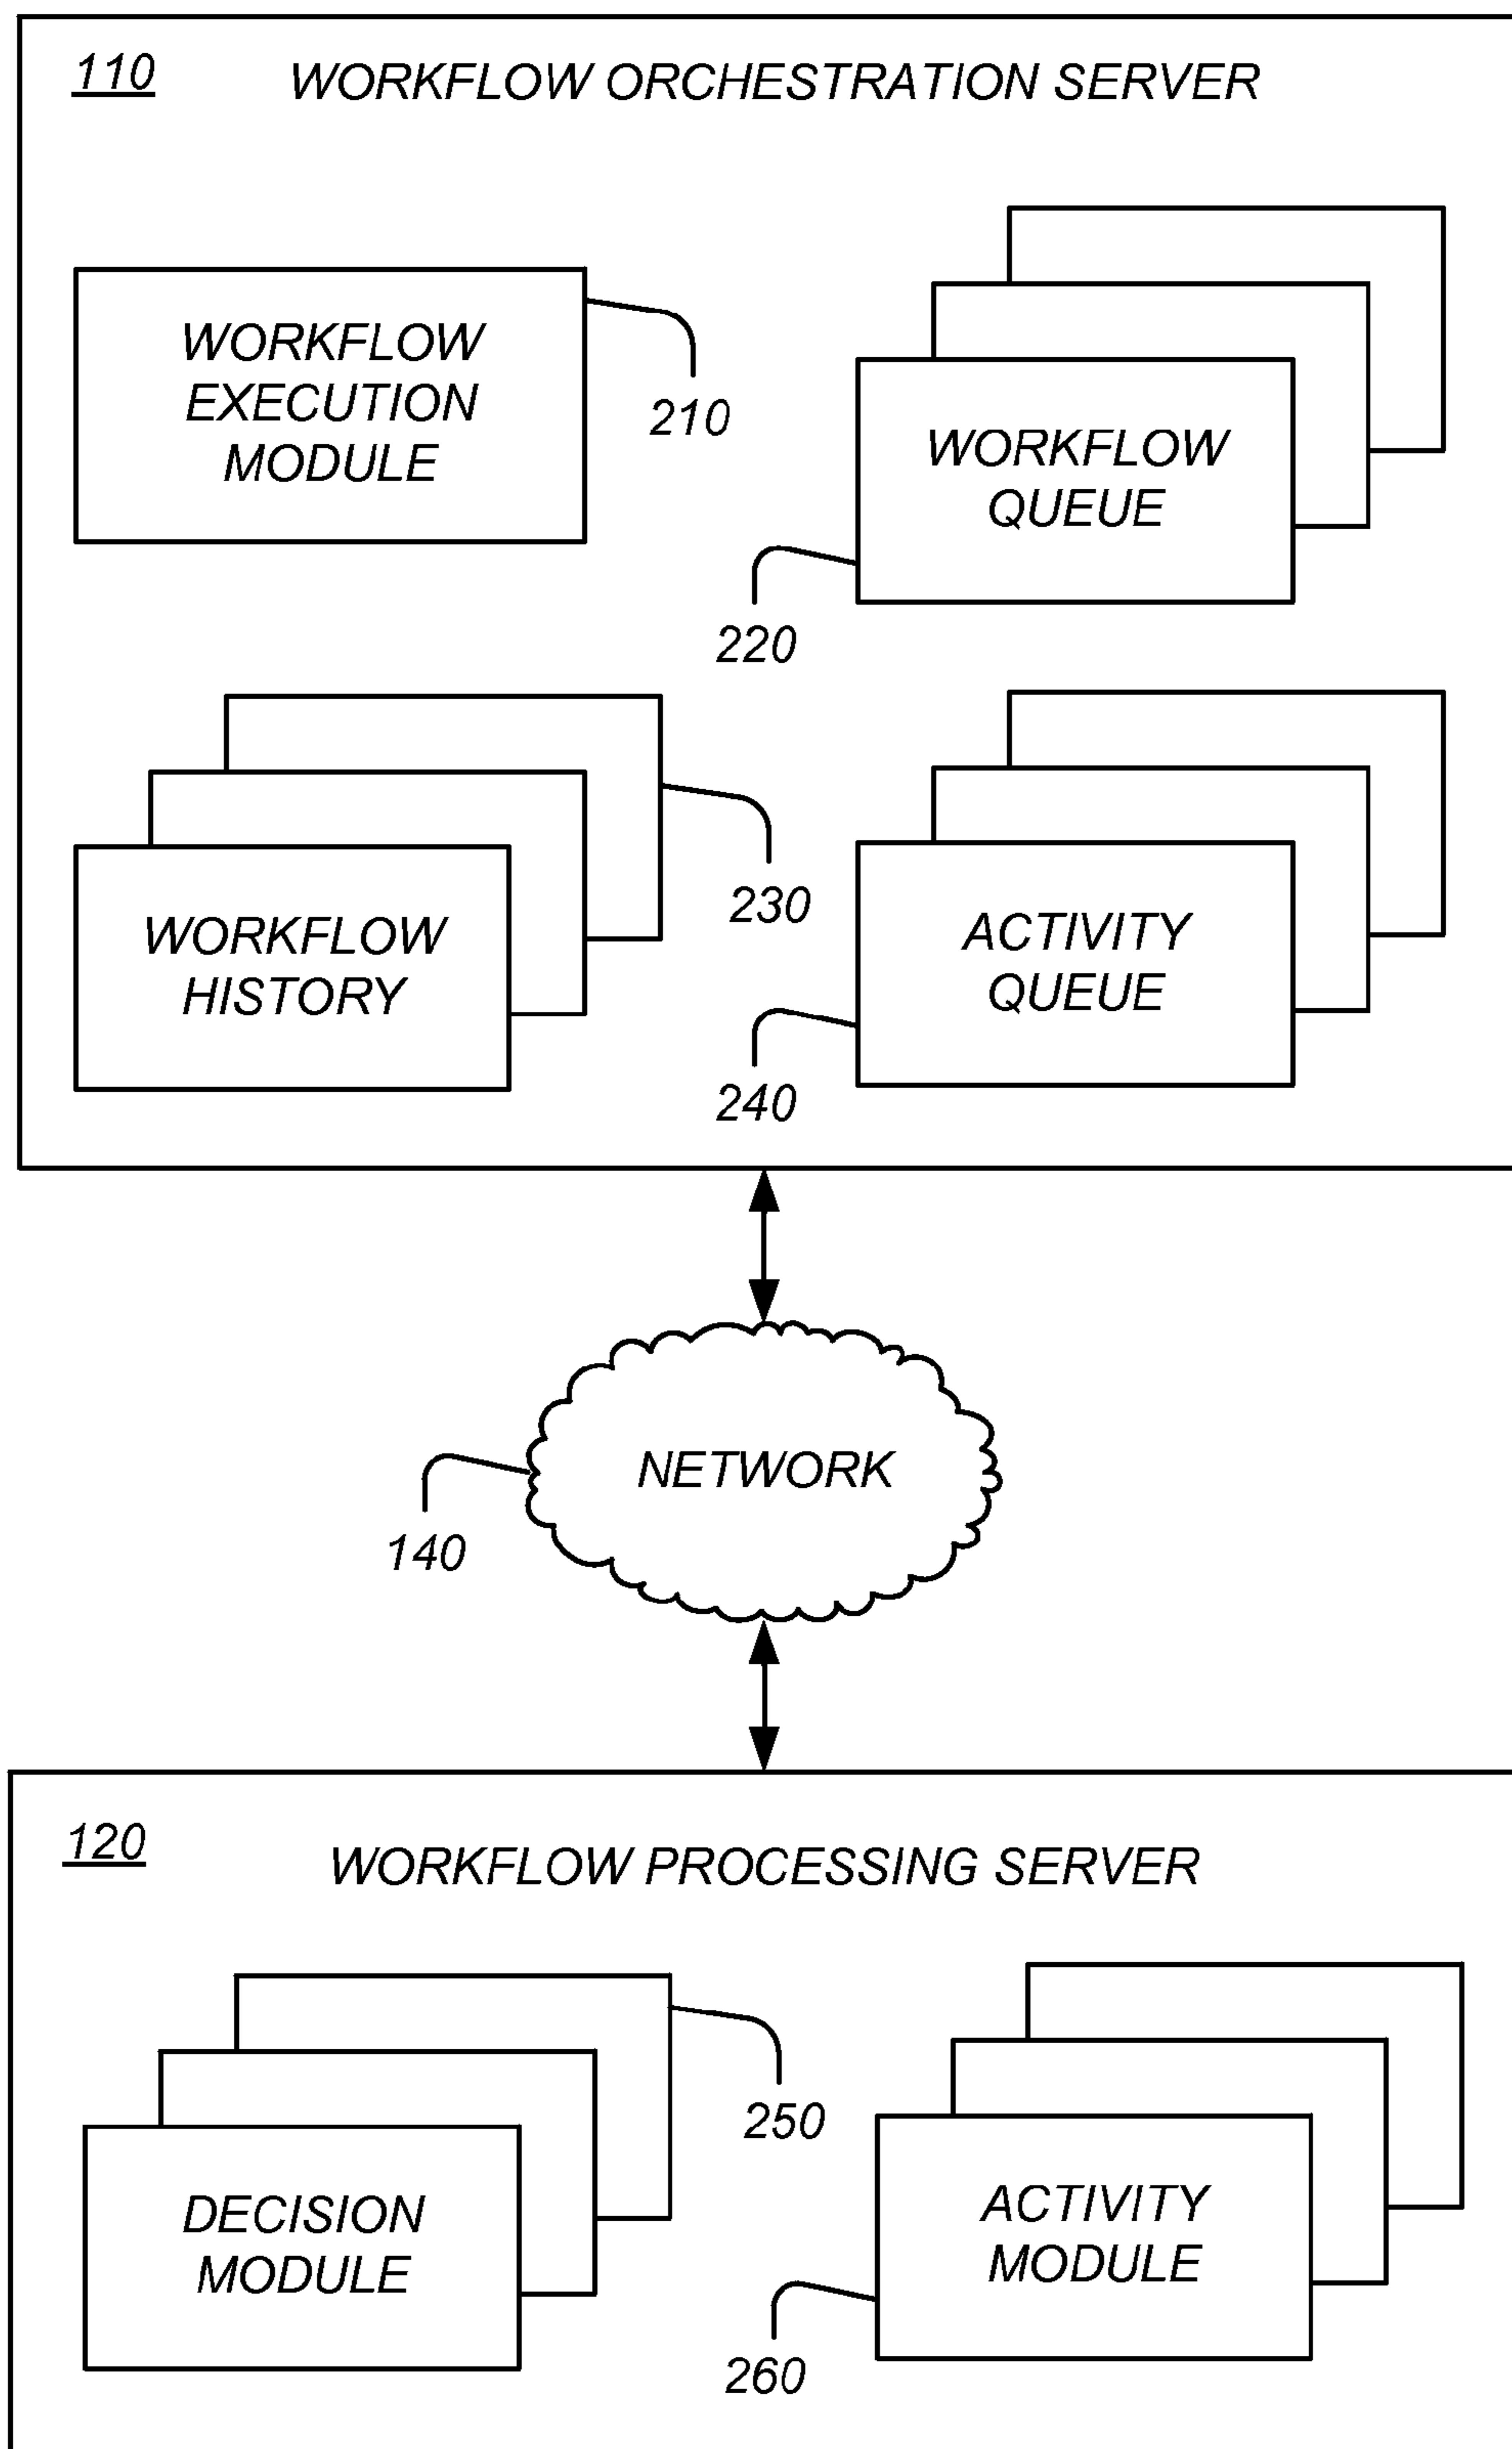 110
WORKFLOW ORCHESTRATION SERVER
WORKFLOW
EXECUTION
MODULE
210
WORKFLOW
QUEUE
220
WORKFLOW
HISTORY
230
ACTIVITY
QUEUE
240
NETWORK
140
120
WORKFLOW PROCESSING SERVER
DECISION
MODULE
250
ACTIVITY
MODULE
260